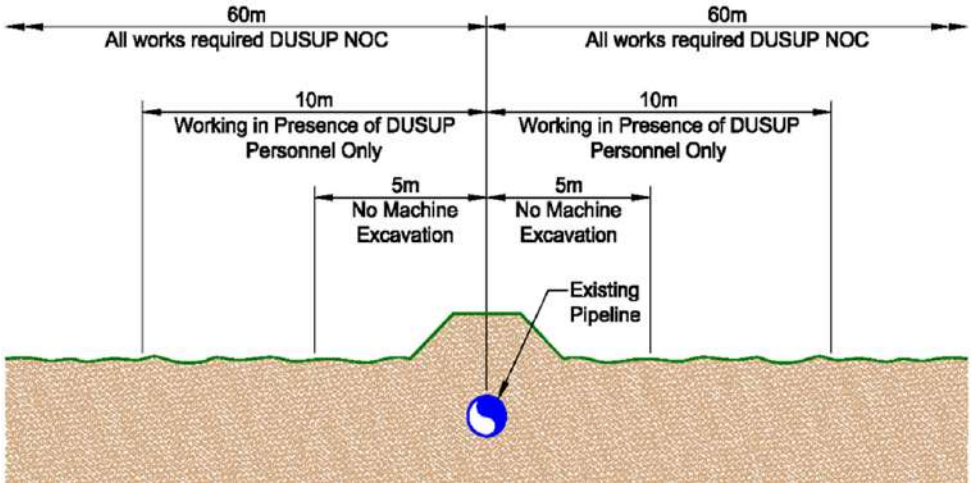 60m
All works required DUSUP NOC
60m
All works required DUSUP NOC
10m
Working in Presence of DUSUP
Personnel Only
10m
Working in Presence of DUSUP
Personnel Only
5m
No Machine
Excavation
5m
No Machine
Excavation
Existing
Pipeline